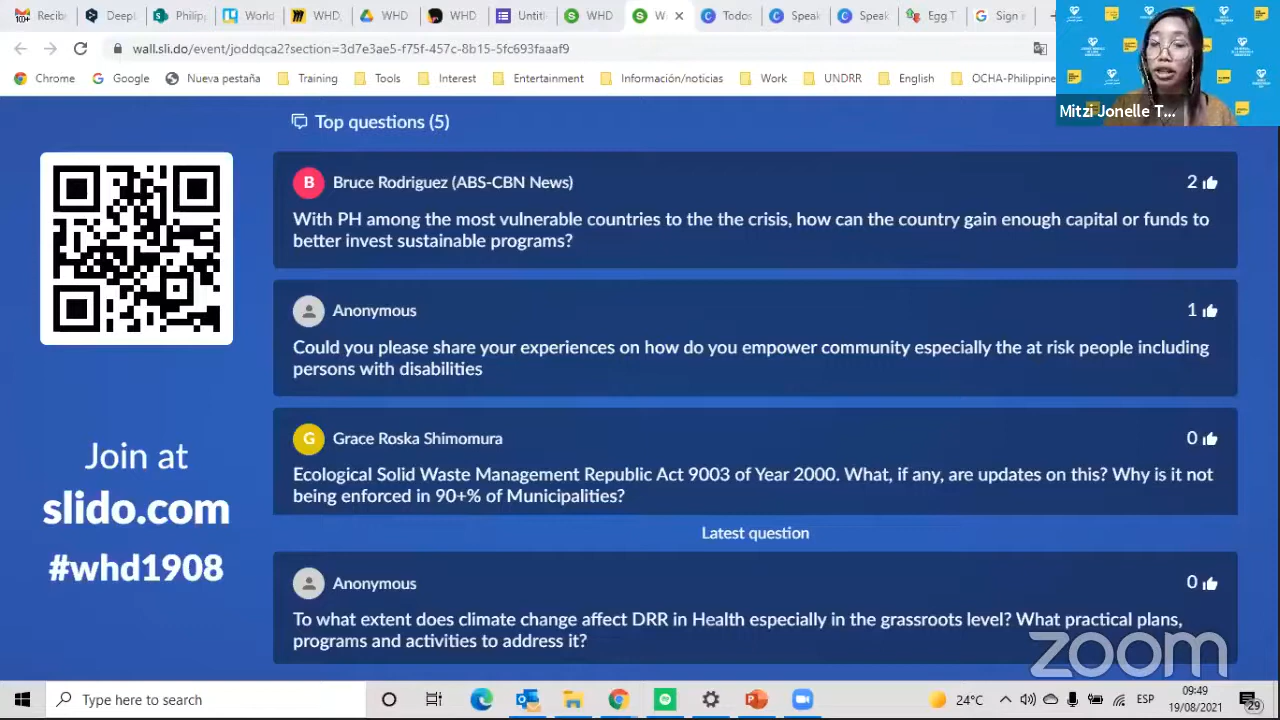 Recibi
Deepl
Philipp
World
WHD,
WHD
WHD
Untitle
WHD
W
Todos
Speak
Speak
Egg T
Sign i
wall.sli.do/event/joddqca2?section=3d7e3ae5-f75f-457c-8b15-5fc693faaaf9
Chrome
Google
Nueva pestaña
Training
Tools
Interest
Entertainment
Información/noticias
Work
UNDRR
English
OCHA-Philippine
Mitzi Jonelle T...
Top questions (5)
B
Bruce Rodriguez (ABS-CBN News)
2
With PH among the most vulnerable countries to the the crisis, how can the country gain enough capital or funds to
better invest sustainable programs?
Anonymous
1
Could you please share your experiences on how do you empower community especially the at risk people including
persons with disabilities
G
Grace Roska Shimomura
0
Ecological Solid Waste Management Republic Act 9003 of Year 2000. What, if any, are updates on this? Why is it not
being enforced in 90+% of Municipalities?
Join at
slido.com
#whd1908
Latest question
Anonymous
0
To what extent does climate change affect DRR in Health especially in the grassroots level? What practical plans,
programs and activities to address it?
zoom
Type here to search
24°C
ESP
09:49
19/08/2021
29